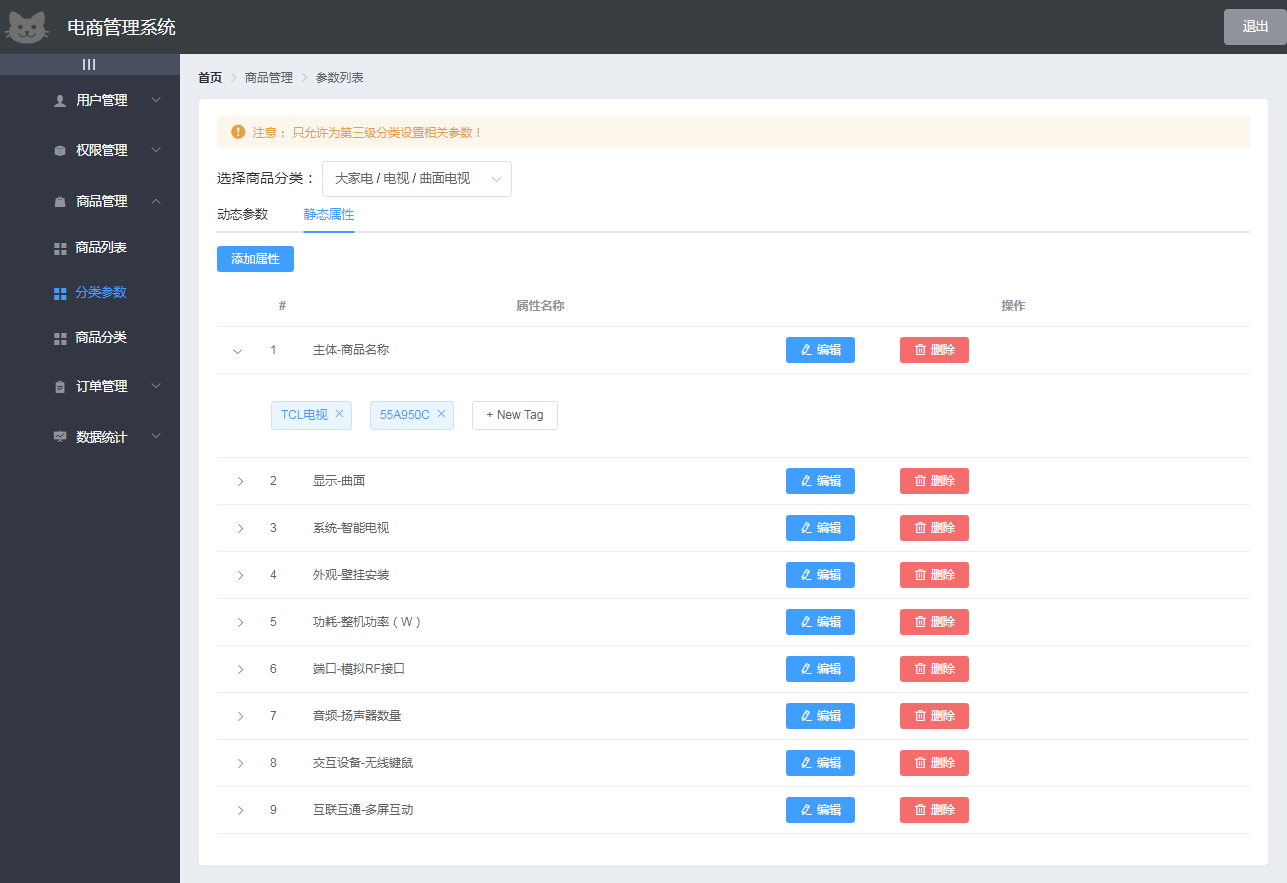 电商管理系统
退出
用户管理
权限管理
商品管理
商品列表
分类参数
商品分类
订单管理
数据统计
首页 > 商品管理 > 参数列表
注意：只允许为第三级分类设置相关参数！
选择商品分类： 大家电 / 电视 / 曲面电视
动态参数 静态属性
添加属性
# 属性名称 操作
1 主体-商品名称 编辑 删除
TCL电视 55A950C + New Tag
2 显示-曲面 编辑 删除
3 系统-智能电视 编辑 删除
4 外观-壁挂安装 编辑 删除
5 功耗-整机功率（W） 编辑 删除
6 端口-模拟RF接口 编辑 删除
7 音频-扬声器数量 编辑 删除
8 交互设备-无线键鼠 编辑 删除
9 互联互通-多屏互动 编辑 删除